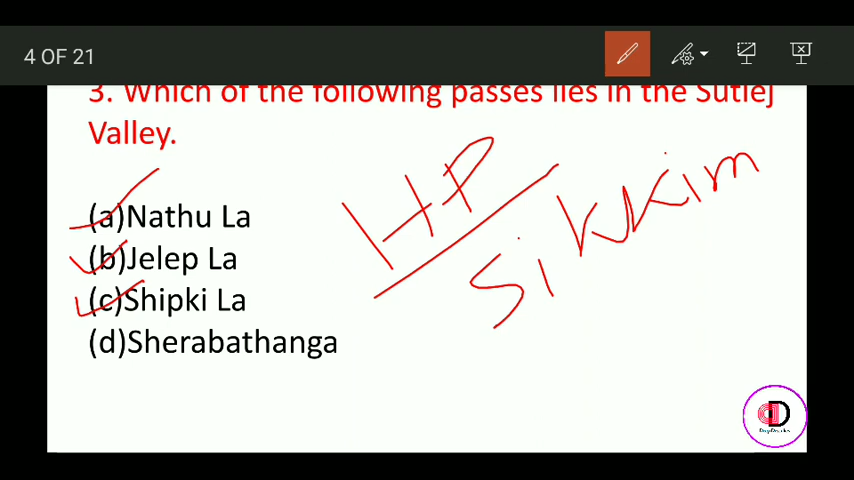 4 OF 21
3. Which of the following passes lies in the Sutlej
Valley.
(a)Nathu La
(b)Jelep La
(c)Shipki La
(d)Sherabathanga
HP
Sikkim
D